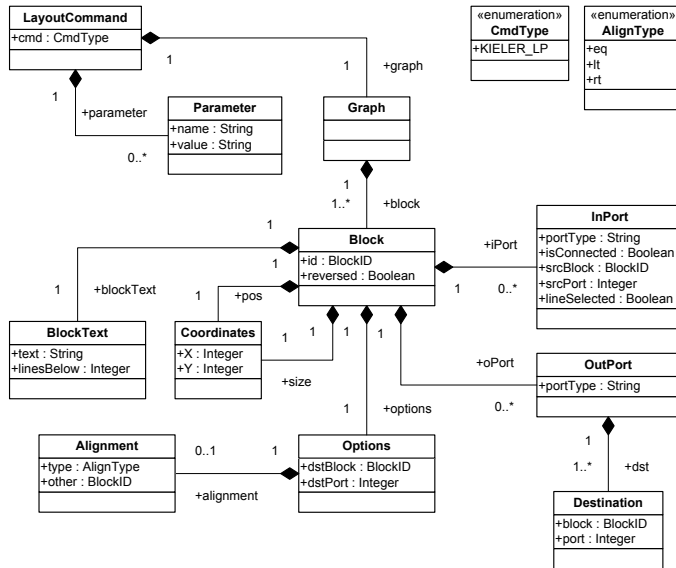 LayoutCommand
+cmd : CmdType
«enumeration»
CmdType
+KIELER_LP
«enumeration»
AlignType
+eq
+lt
+rt
1
1
+graph
1
+parameter
0..*
Parameter
+name : String
+value : String
Graph
1
1..*
+block
Block
+id : BlockID
+reversed : Boolean
InPort
+portType : String
+isConnected : Boolean
+srcBlock : BlockID
+srcPort : Integer
+lineSelected : Boolean
+iPort
1
0..*
1
1
+blockText
1
1
+pos
BlockText
+text : String
+linesBelow : Integer
Coordinates
+X : Integer
+Y : Integer
1
1
+size
1
1
+options
1
+oPort
0..*
OutPort
+portType : String
1
1..*
+dst
Alignment
+type : AlignType
+other : BlockID
0..1
1
+alignment
Options
+dstBlock : BlockID
+dstPort : Integer
Destination
+block : BlockID
+port : Integer
1